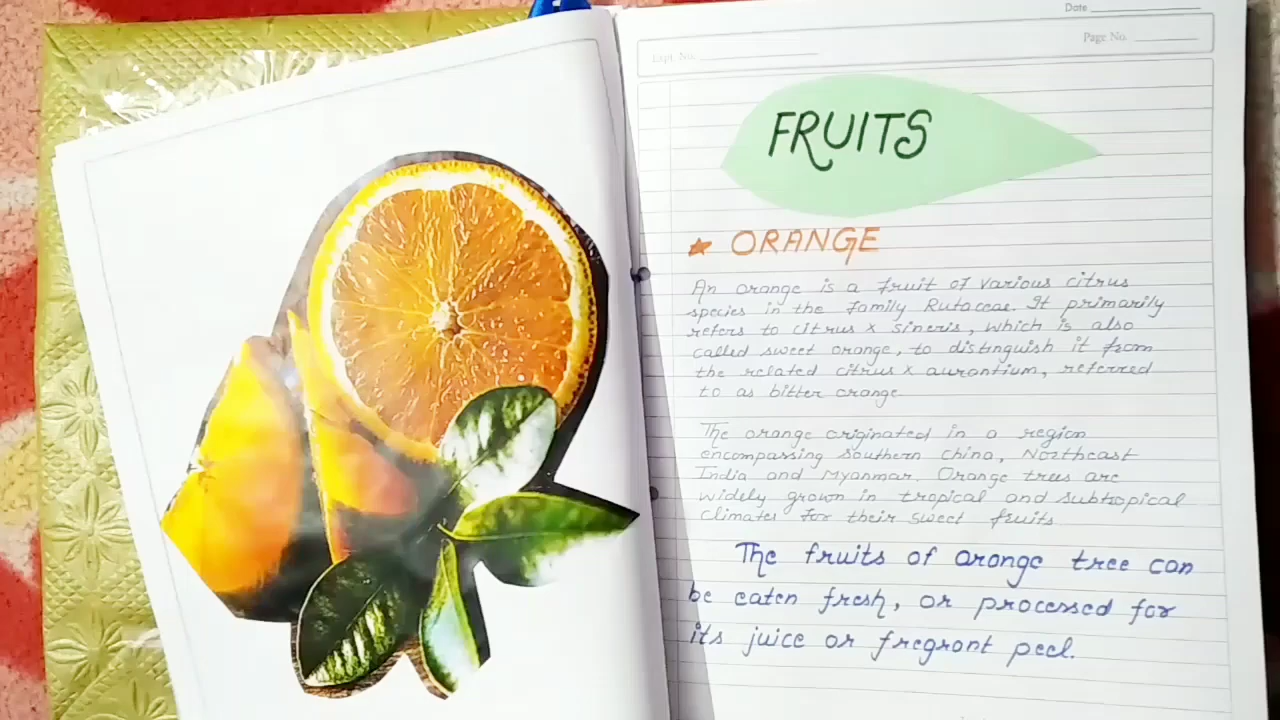 Date
Page No.
Expt. No.
FRUITS
ORANGE
An orange is a fruit of various citrus
species in the family Rutaceae. It primarily
refers to citrus x sineris, which is also
called sweet orange, to distinguish it from
the related citrus x aurantium, referred
to as bitter orange.
The orange originated in a region
encompassing Southern China, Northeast
India and Myanmar. Orange trees are
widely grown in tropical and subtropical
climates for their sweet fruits.
The fruits of orange tree can
be eaten fresh, or processed for
its juice or fregrant peel.